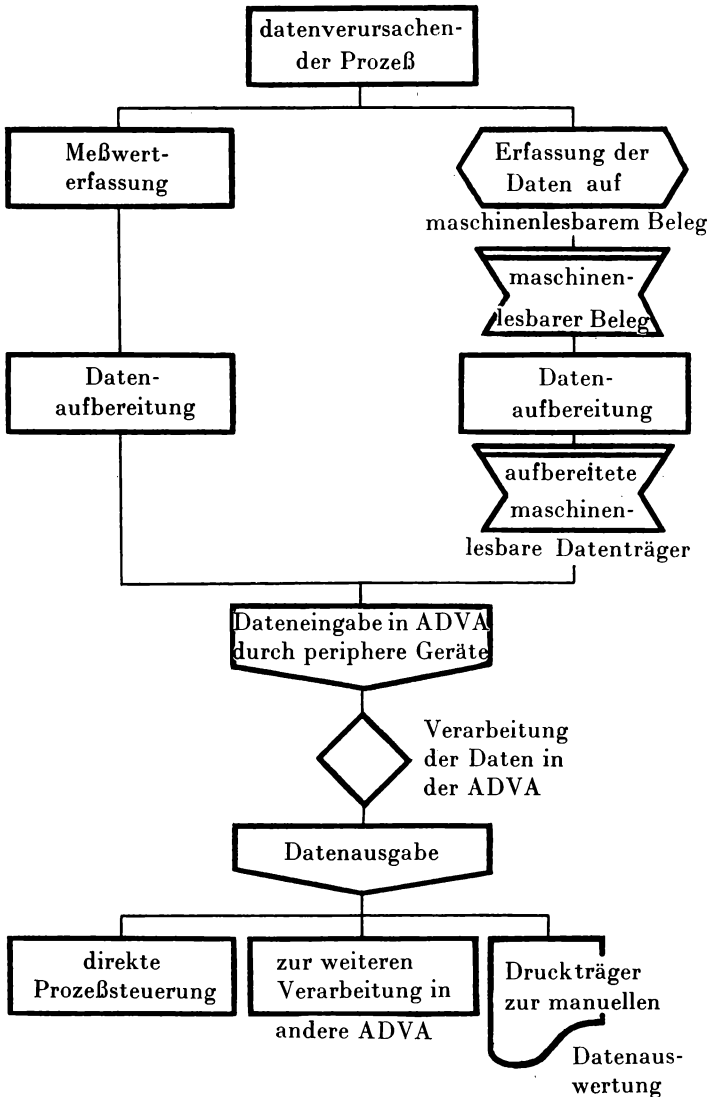 datenverursachen-
der Prozeß
Meßwert-
erfassung
Erfassung der
Daten auf
maschinenlesbarem Beleg
maschinen-
lesbarer Beleg
Daten-
aufbereitung
Daten-
aufbereitung
aufbereitete
maschinen-
lesbare Datenträger
Dateneingabe in ADVA
durch periphere Geräte
Verarbeitung
der Daten in
der ADVA
Datenausgabe
direkte
Prozeßsteuerung
zur weiteren
Verarbeitung in
andere ADVA
Druckträger
zur manuellen
Datenaus-
wertung